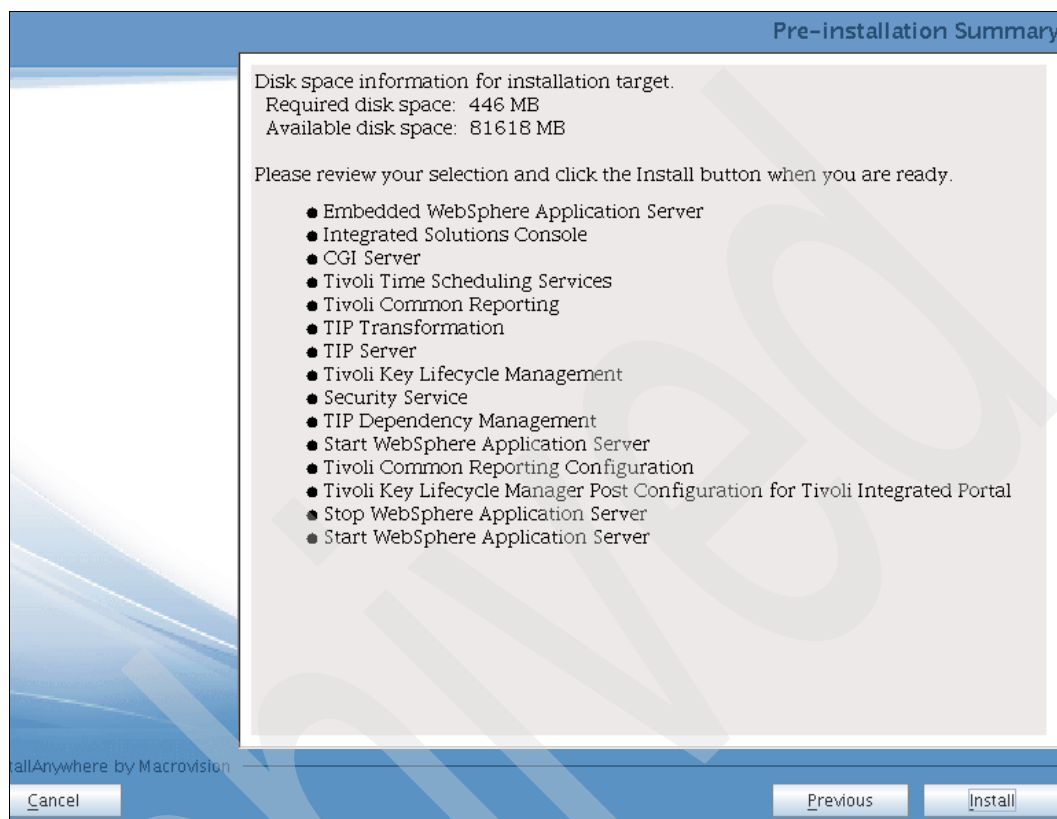 Pre-installation Summary
Disk space information for installation target.
Required disk space: 446 MB
Available disk space: 81618 MB
Please review your selection and click the Install button when you are ready.
Embedded WebSphere Application Server
Integrated Solutions Console
CGI Server
Tivoli Time Scheduling Services
Tivoli Common Reporting
TIP Transformation
TIP Server
Tivoli Key Lifecycle Management
Security Service
TIP Dependency Management
Start WebSphere Application Server
Tivoli Common Reporting Configuration
Tivoli Key Lifecycle Manager Post Configuration for Tivoli Integrated Portal
Stop WebSphere Application Server
Start WebSphere Application Server
tallAnywhere by Macrovision
Cancel
Previous
Install